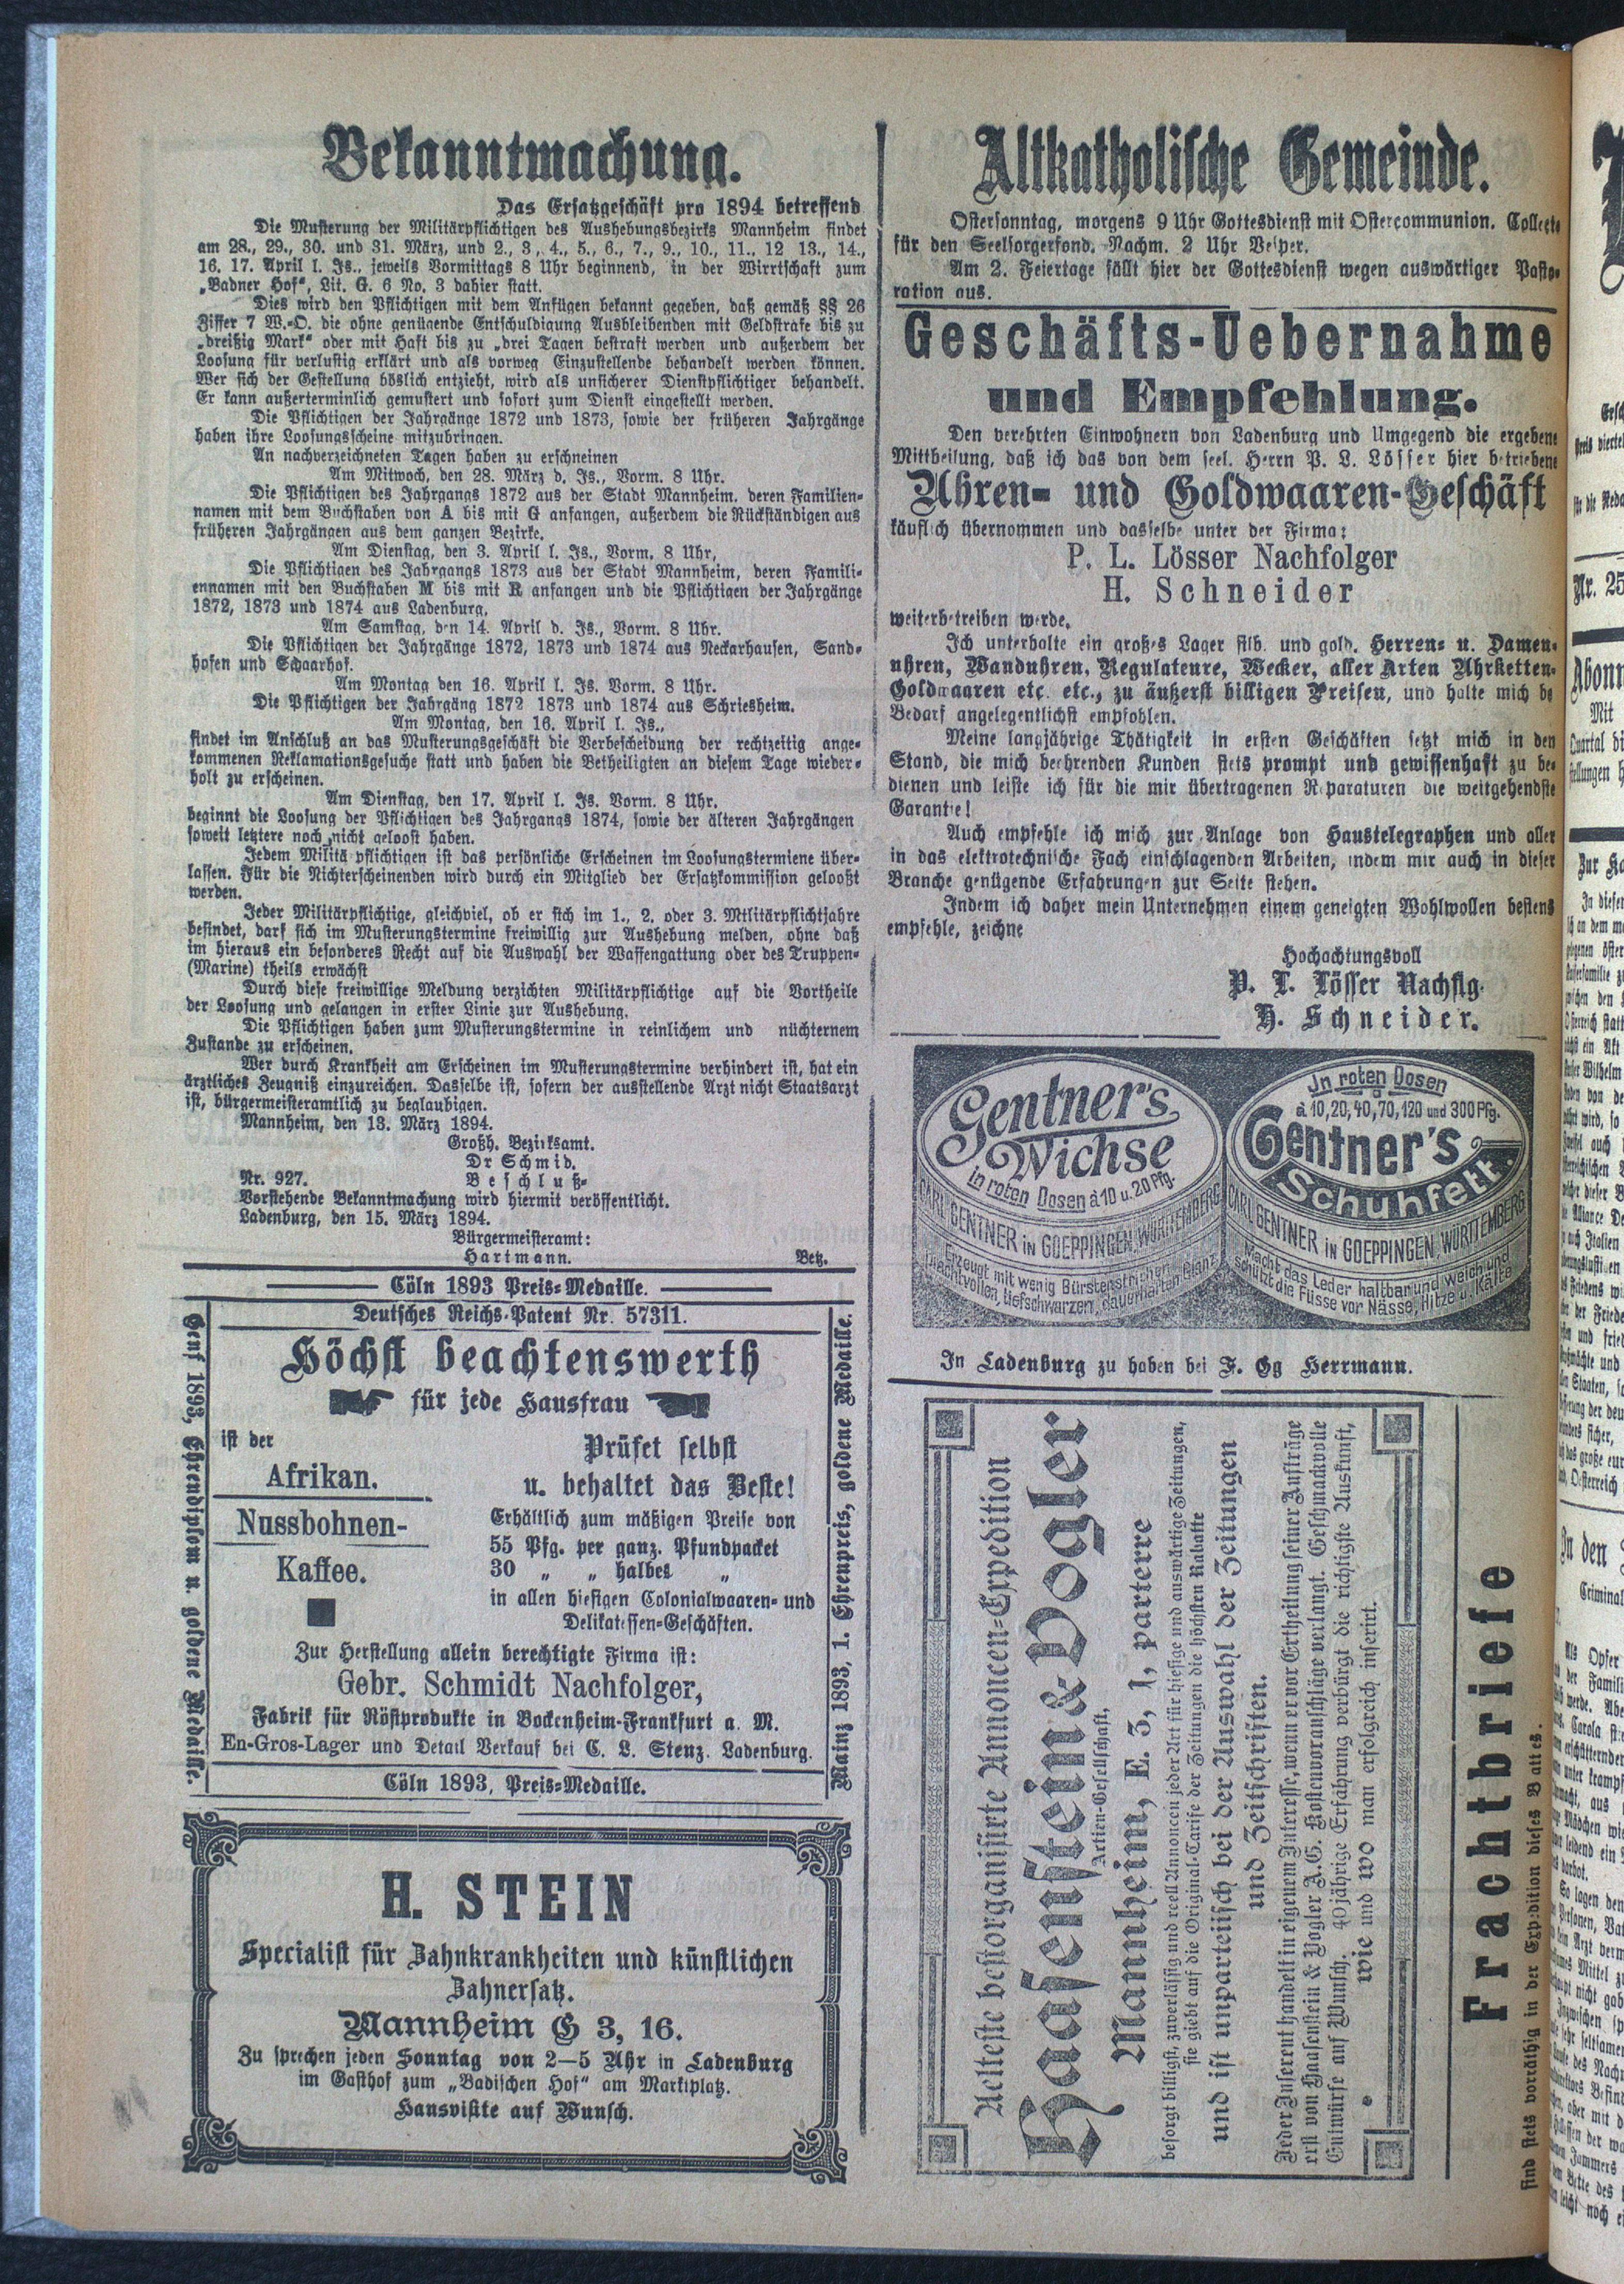 Bekanntmachung.
Das Ersatzgeschäft pro 1894 betreffend
Die Musterung der Militärpflichtigen des Aushebungsbezirks Mannheim findet
am 28., 29., 30. und 31. März, und 2., 3, 4., 5., 6., 7., 9., 10., 11., 12 13., 14.,
16. 17. April l. Js., jeweils Vormittags 8 Uhr beginnend, in der Wirrtschaft zum
„Badner Hof“, Lit. G. 6 No. 3 dahier statt.
Dies wird den Pflichtigen mit dem Anfügen bekannt gegeben, daß gemäß §§ 26
Ziffer 7 W.-O. die ohne genügende Entschuldigung Ausbleibenden mit Geldstrafe bis zu
„dreißig Mark“ oder mit Haft bis zu „drei Tagen bestraft werden und außerdem der
Loosung für verlustig erklärt und als vorweg Einzustellende behandelt werden können.
Wer sich der Gestellung böslich entzieht, wird als unsicherer Dienstpflichtiger behandelt.
Er kann außerterminlich gemustert und sofort zum Dienst eingestellt werden.
Die Pflichtigen der Jahrgänge 1872 und 1873, sowie der früheren Jahrgänge
haben ihre Loosungsscheine mitzubringen.
An nachverzeichneten Tagen haben zu erschneinen
Am Mittwoch, den 28. März d. Js., Vorm. 8 Uhr.
Die Pflichtigen des Jahrgangs 1872 aus der Stadt Mannheim, deren Familien-
namen mit dem Buchstaben von A bis mit G anfangen, außerdem die Rückständigen aus
früheren Jahrgängen aus dem ganzen Bezirke.
Am Dienstag, den 3. April l. Js., Vorm. 8 Uhr,
Die Pflichtigen des Jahrgangs 1873 aus der Stadt Mannheim, deren Famili-
ennamen mit den Buchstaben M bis mit R anfangen und die Pflichtigen der Jahrgänge
1872, 1873 und 1874 aus Ladenburg,
Am Samstag, den 14. April d. Js., Vorm. 8 Uhr.
Die Pflichtigen der Jahrgänge 1872, 1873 und 1874 aus Neckarhausen, Sand-
hofen und Schaarhof.
Am Montag den 16. April l. Js. Vorm. 8 Uhr.
Die Pflichtigen der Jahrgäng 1872 1873 und 1874 aus Schriesheim.
Am Montag, den 16. April l. Js.,
findet im Anschluß an das Musterungsgeschäft die Verbescheidung der rechtzeitig ange-
kommenen Reklamationsgesuche statt und haben die Betheiligten an diesem Tage wieder-
holt zu erscheinen.
Am Dienstag, den 17. April l. Js. Vorm. 8 Uhr.
beginnt die Loosung der Pflichtigen des Jahrgangs 1874, sowie der älteren Jahrgängen
soweit letztere noch nicht geloost haben.
Jedem Militä pflichtigen ist das persönliche Erscheinen im Loosungstermiene über-
lassen. Für die Nichterscheinenden wird durch ein Mitglied der Ersatzkommission geloost
werden.
Jeder Militärpflichtige, gleichviel, ob er sich im 1., 2. oder 3. Mtlitärpflichtjahre
befindet, darf sich im Musterungstermine freiwillig zur Aushebung melden, ohne daß
im hieraus ein besonderes Recht auf die Auswahl der Waffengattung oder des Truppen-
(Marine) theils erwächst
Durch diese freiwillige Meldung verzichten Militärpflichtige auf die Vortheile
der Loosung und gelangen in erster Linie zur Aushebung.
Die Pflichtigen haben zum Musterungstermine in reinlichem und nüchternem
Zustande zu erscheinen.
Wer durch Krankheit am Erscheinen im Musterungstermine verhindert ist, hat ein
ärztliches Zeugniß einzureichen. Dasselbe ist, sofern der ausstellende Arzt nicht Staatsarzt
ist, bürgermeisteramtlich zu beglaubigen.
Mannheim, den 13. März 1894.
Großh. Bezirksamt.
Dr Schmid.
Nr. 927. Beschluß-
Vorstehende Bekanntmachung wird hiermit veröffentlicht.
Ladenburg, den 15. März 1894.
Bürgermeisteramt:
Hartmann. Betz.
Cöln 1893 Preis-Medaille.
Deutsches Reichs-Patent Nr. 57311.
Genf 1893, Ehrendiplom u. goldene Medaille.
Höchst beachtenswerth
für jede Hausfrau
ist der
Afrikan.
Nussbohnen-
Kaffee.
Prüfet selbst
u. behaltet das Beste!
Erhältlich zum mäßigen Preise von
55 Pfg. per ganz. Pfundpacket
30 „ „ halbes „
in allen hiesigen Colonialwaaren- und
Delikatessen-Geschäften.
Zur Herstellung allein berechtigte Firma ist:
Gebr. Schmidt Nachfolger,
Fabrik für Röstprodukte in Bockenheim-Frankfurt a. M.
En-Gros-Lager und Detail Verkauf bei C. L. Stenz. Ladenburg.
Mainz 1893, 1. Ehrenpreis, goldene Medaille.
Cöln 1893, Preis-Medaille.
H. STEIN
Specialist für Zahnkrankheiten und künstlichen
Zahnersatz.
Mannheim G 3, 16.
Zu sprechen jeden Sonntag von 2—5 Uhr in Ladenburg
im Gasthof zum „Badischen Hof“ am Marktplatz.
Hausvisite auf Wunsch.
Altkatholische Gemeinde.
Ostersonntag, morgens 9 Uhr Gottesdienst mit Ostercommunion. Collecte
für den Seelsorgerfond. Nachm. 2 Uhr Vesper.
Am 2. Feiertage fällt hier der Gottesdienst wegen auswärtiger Pasto-
ration aus.
Geschäfts-Uebernahme
und Empfehlung.
Den verehrten Einwohnern von Ladenburg und Umgegend die ergebene
Mittheilung, daß ich das von dem seel. Herrn P. L. Lösser hier betriebene
Uhren- und Goldwaaren-Geschäft
käuflich übernommen und dasselbe unter der Firma:
P. L. Lösser Nachfolger
H. Schneider
weiterbetreiben werde.
Ich unterhalte ein großes Lager silb. und gold. Herren- u. Damen-
uhren, Wanduhren, Regulateure, Wecker, aller Arten Uhrketten-
Goldwaaren etc. etc., zu äußerst billigen Preisen, und halte mich be
Bedarf angelegentlichst empfohlen.
Meine langjährige Thätigkeit in ersten Geschäften setzt mich in den
Stand, die mich beehrenden Kunden stets prompt und gewissenhaft zu be-
dienen und leiste ich für die mir übertragenen Reparaturen die weitgehendste
Garantie!
Auch empfehle ich mich zur Anlage von Haustelegraphen und aller
in das elektrotechnische Fach einschlagenden Arbeiten, indem mir auch in dieser
Branche genügende Erfahrungen zur Seite stehen.
Indem ich daher mein Unternehmen einem geneigten Wohlwollen bestens
empfehle, zeichne
Hochachtungsvoll
P. L. Lösser Nachflg.
H. Schneider.
Gentner's
Wichse
in roten Dosen à 10 u. 20 Pfg.
CARL GENTNER in GOEPPINGEN, WÜRTTEMBERG
Erzeugt mit wenig Bürstenstrichen
prachtvollen, tiefschwarzen, dauerhaften Glanz
In roten Dosen
à 10, 20, 40, 70, 120 und 300 Pfg.
Gentner's
Schuhfett.
CARL GENTNER in GOEPPINGEN, WÜRTTEMBERG
Macht das Leder haltbar und weich und
schützt die Füsse vor Nässe, Hitze u. Kälte
In Ladenburg zu haben bei F. Gg Herrmann.
Aelteste bestorganisirte Annoncen-Expedition
Haasenstein & Vogler
Actien-Gesellschaft,
Mannheim, E. 3, 1, parterre
besorgt billigst, zuverlässig und reell Annoncen jeder Art für hiesige und auswärtige Zeitungen,
sie giebt auf die Original-Tarife der Zeitungen die höchsten Rabatte
und ist unparteiisch bei der Auswahl der Zeitungen
und Zeitschriften.
Jeder Inserent handelt in eigenem Interesse, wenn er vor Ertheilung seiner Aufträge
erst von Haasenstein & Vogler A.G. Kostenvoranschläge verlangt. Geschmackvolle
Entwürfe auf Wunsch. 40jährige Erfahrung verbürgt die richtigste Auskunft,
wie und wo man erfolgreich inserirt.
Frachtbriefe
sind stets vorräthig in der Expedition dieses Battes.
Nr. 25